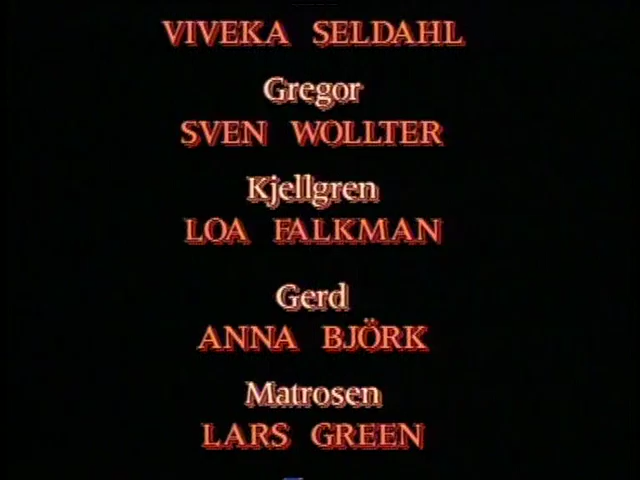 VIVEKA SELDAHL
Gregor
SVEN WOLLTER
Kjellgren
LOA FALKMAN
Gerd
ANNA BJÖRK
Matrosen
LARS GREEN